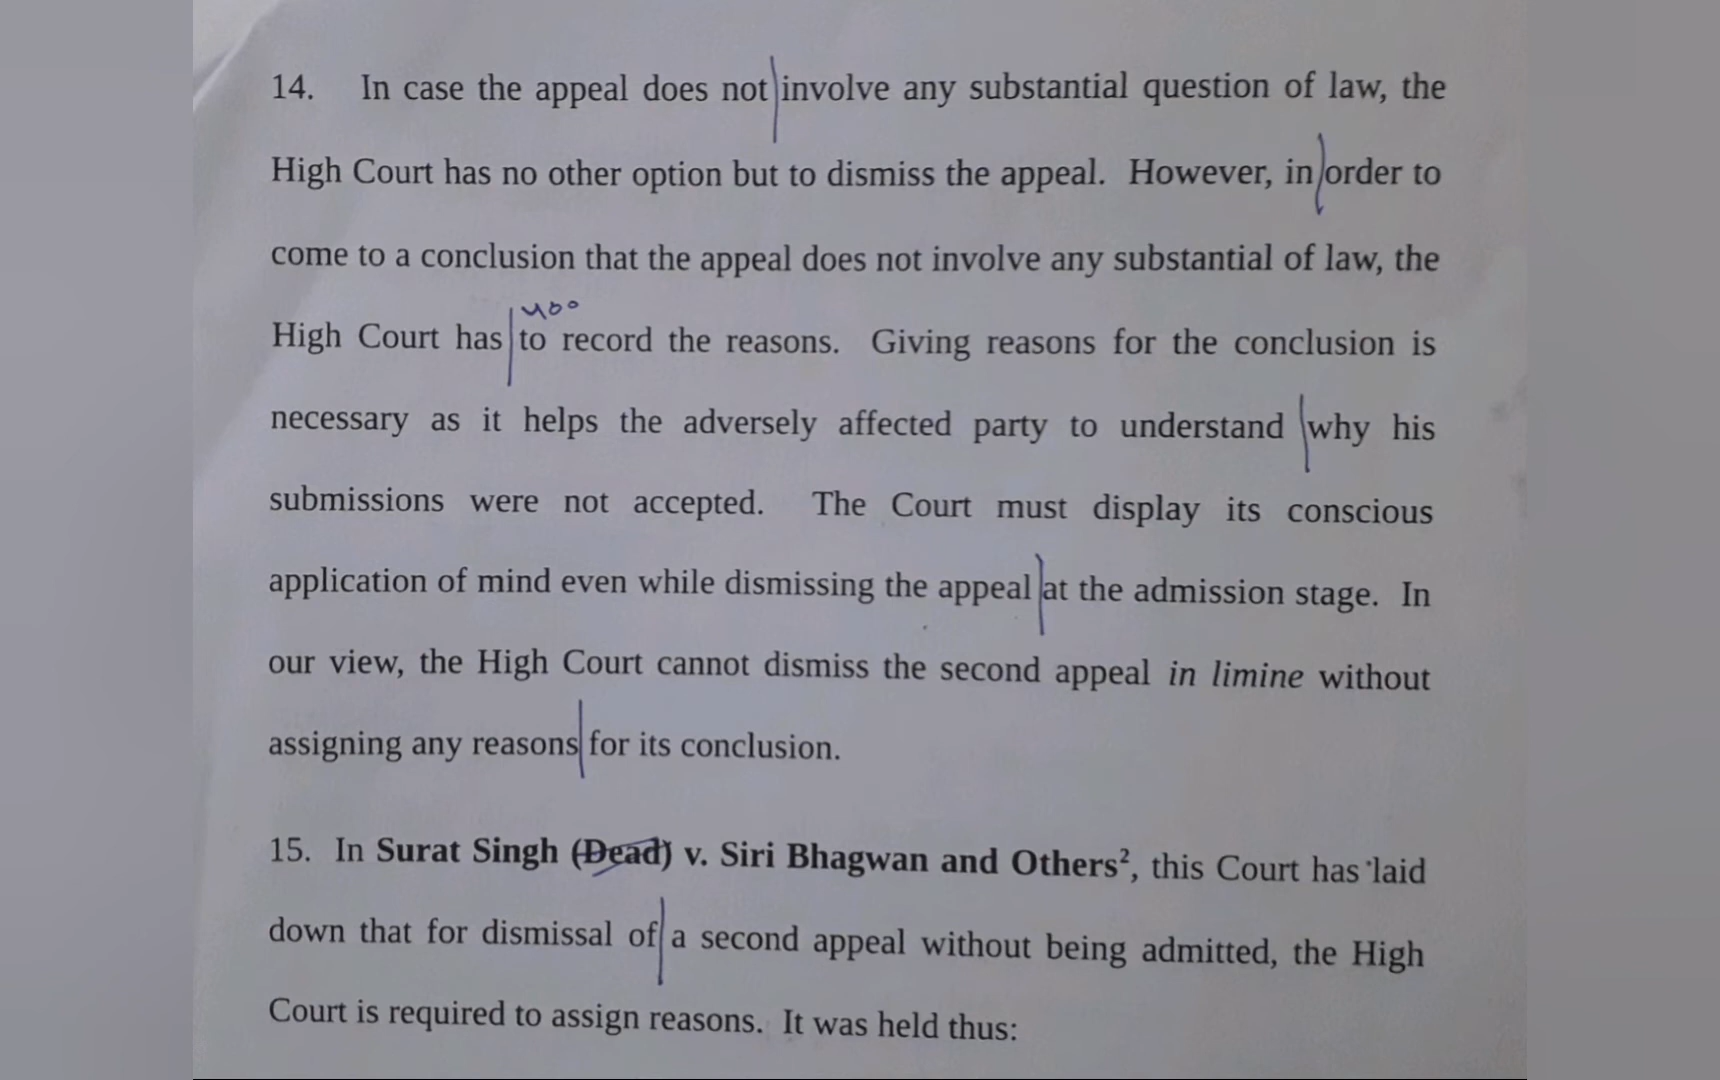 14. In case the appeal does not involve any substantial question of law, the
High Court has no other option but to dismiss the appeal. However, in order to
come to a conclusion that the appeal does not involve any substantial of law, the
400
High Court has to record the reasons. Giving reasons for the conclusion is
necessary as it helps the adversely affected party to understand why his
submissions were not accepted. The Court must display its conscious
application of mind even while dismissing the appeal at the admission stage. In
our view, the High Court cannot dismiss the second appeal in limine without
assigning any reasons for its conclusion.
15. In Surat Singh (Dead) v. Siri Bhagwan and Others², this Court has laid
down that for dismissal of a second appeal without being admitted, the High
Court is required to assign reasons. It was held thus: